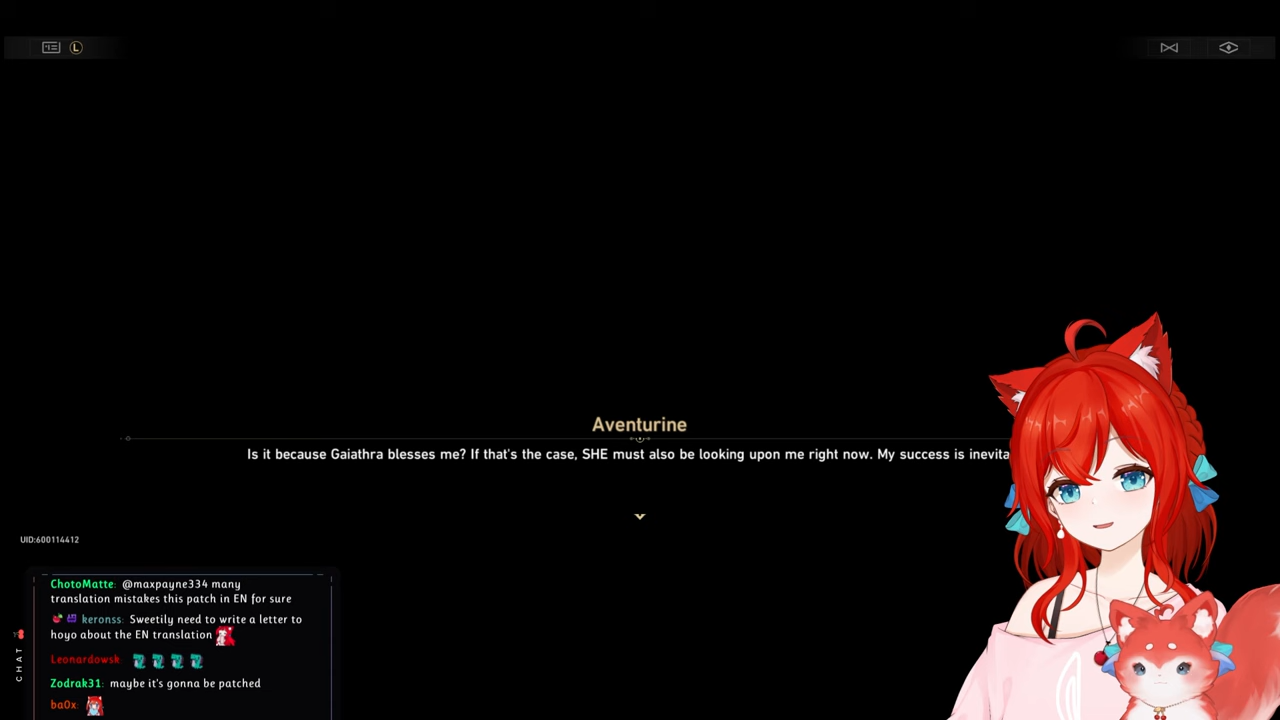 L
Aventurine
Is it because Gaiathra blesses me? If that's the case, SHE must also be looking upon me right now. My success is inevita
UID:600114412
ChotoMatte: @maxpayne334 many
translation mistakes this patch in EN for sure
keronss: Sweetily need to write a letter to
hoyo about the EN translation
Leonardowsk:
Zodrak31: maybe it's gonna be patched
ba0x:
CHAT